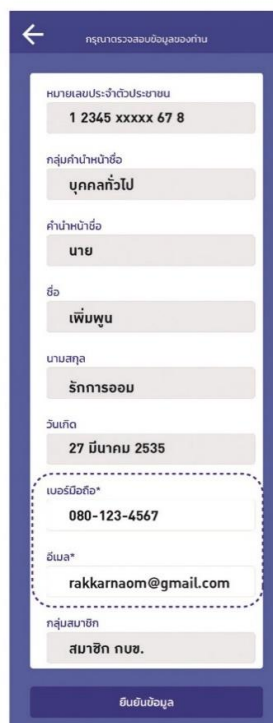 กรุณาตรวจสอบข้อมูลของท่าน
หมายเลขประจำตัวประชาชน
1 2345 xxxxx 67 8
กลุ่มคำนำหน้าชื่อ
บุคคลทั่วไป
คำนำหน้าชื่อ
นาย
ชื่อ
เพิ่มพูน
นามสกุล
รักการออม
วันเกิด
27 มีนาคม 2535
เบอร์มือถือ*
080-123-4567
อีเมล*
rakkarnaom@gmail.com
กลุ่มสมาชิก
สมาชิก กบข.
ยืนยันข้อมูล